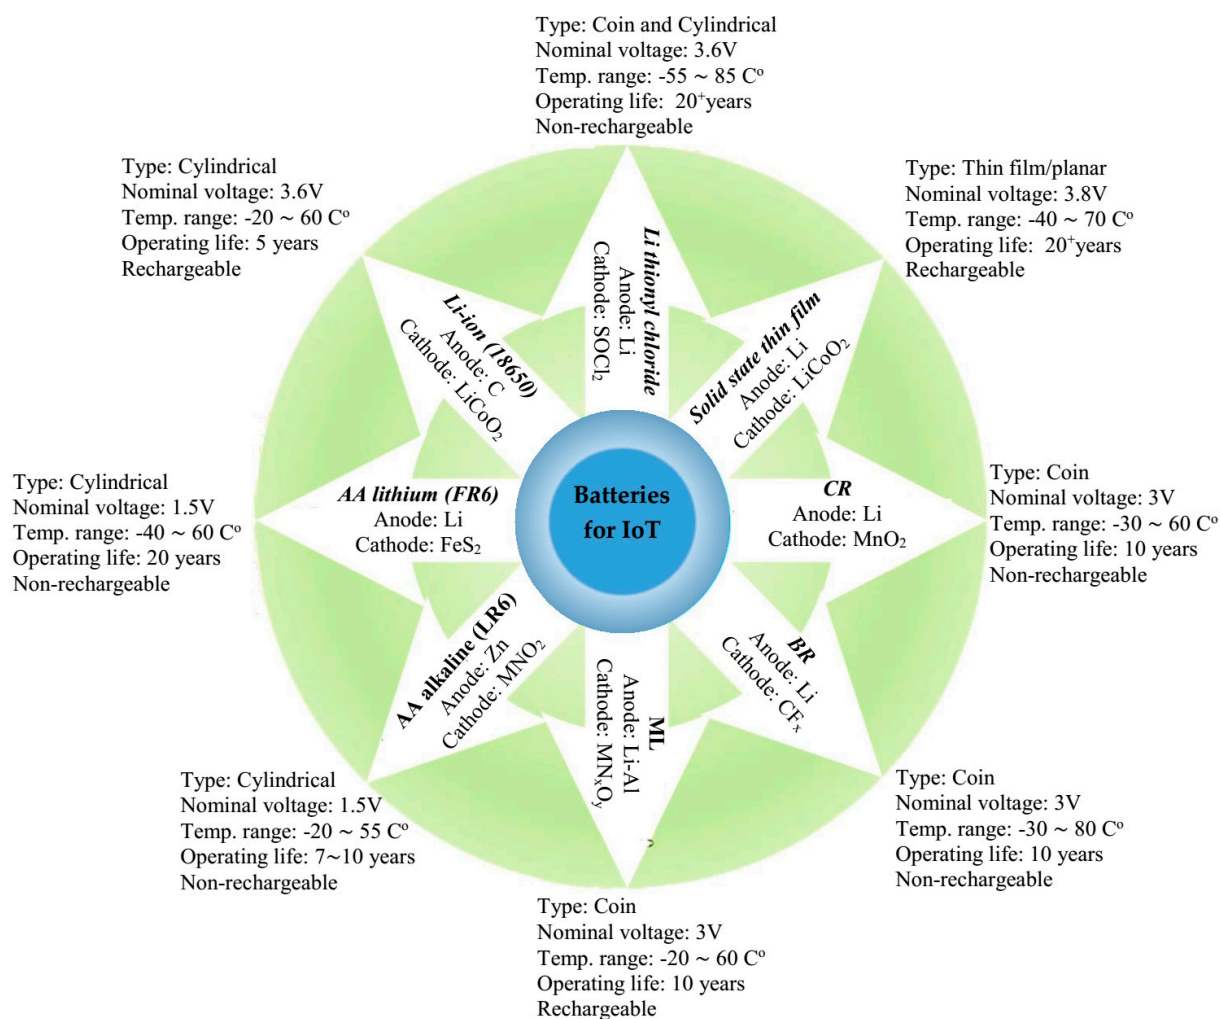 Type: Coin and Cylindrical
Nominal voltage: 3.6V
Temp. range: -55 ~ 85 Cº
Operating life:  20⁺years
Non-rechargeable
Type: Cylindrical
Nominal voltage: 3.6V
Temp. range: -20 ~ 60 Cº
Operating life: 5 years
Rechargeable
Type: Thin film/planar
Nominal voltage: 3.8V
Temp. range: -40 ~ 70 Cº
Operating life:  20⁺years
Rechargeable
Li thionyl chloride
Anode: Li
Cathode: SOCl₂
Li-ion (18650)
Anode: C
Cathode: LiCoO₂
Solid state thin film
Anode: Li
Cathode: LiCoO₂
Type: Cylindrical
Nominal voltage: 1.5V
Temp. range: -40 ~ 60 Cº
Operating life: 20 years
Non-rechargeable
AA lithium (FR6)
Anode: Li
Cathode: FeS₂
Batteries
for IoT
CR
Anode: Li
Cathode: MnO₂
Type: Coin
Nominal voltage: 3V
Temp. range: -30 ~ 60 Cº
Operating life: 10 years
Non-rechargeable
AA alkaline (LR6)
Anode: Zn
Cathode: MNO₂
ML
Anode: Li-Al
Cathode: MNₓOᵧ
BR
Anode: Li
Cathode: CFₓ
Type: Cylindrical
Nominal voltage: 1.5V
Temp. range: -20 ~ 55 Cº
Operating life: 7~10 years
Non-rechargeable
Type: Coin
Nominal voltage: 3V
Temp. range: -30 ~ 80 Cº
Operating life: 10 years
Non-rechargeable
Type: Coin
Nominal voltage: 3V
Temp. range: -20 ~ 60 Cº
Operating life: 10 years
Rechargeable